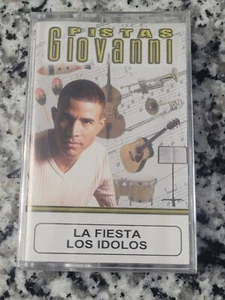 PISTAS
Giovanni
LA FIESTA
LOS IDOLOS